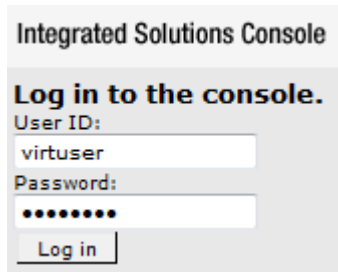 Integrated Solutions Console
Log in to the console.
User ID:
virtuser
Password:
••••••••
Log in